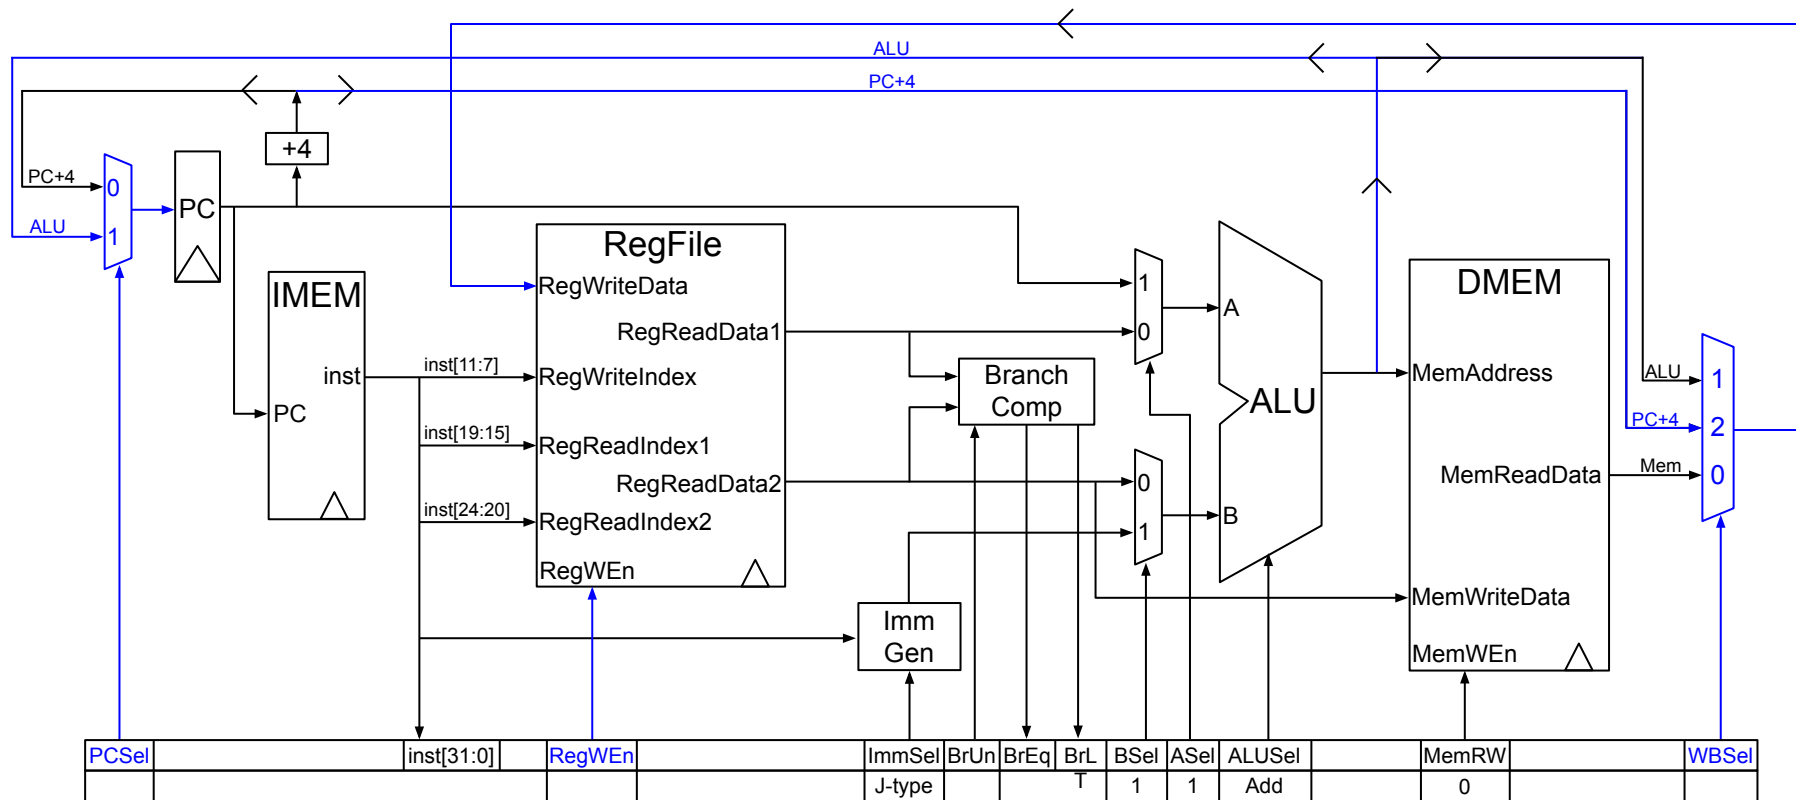 ALU
PC+4
+4
PC+4
0
PC
ALU
1
RegFile
IMEM
RegWriteData
1
DMEM
A
RegReadData1
0
inst
inst[11:7]
RegWriteIndex
Branch
Comp
MemAddress
ALU
1
PC
ALU
PC+4
2
inst[19:15]
RegReadIndex1
RegReadData2
0
MemReadData
Mem
0
inst[24:20]
RegReadIndex2
1
B
RegWEn
MemWriteData
Imm
Gen
MemWEn
PCSel inst[31:0] RegWEn ImmSel BrUn BrEq BrL BSel ASel ALUSel MemRW WBSel
J-type T 1 1 Add 0